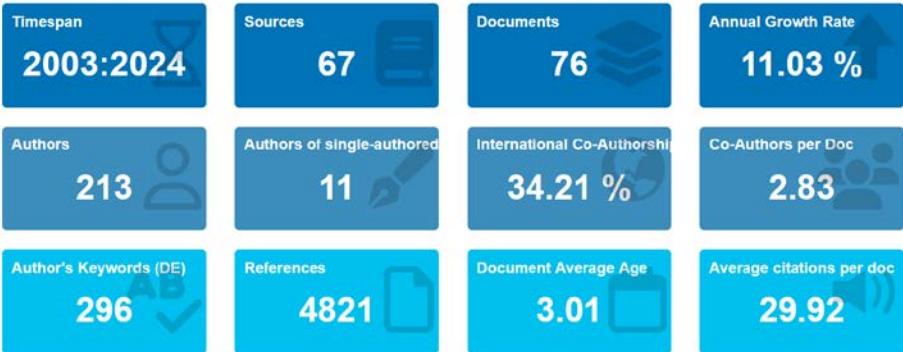 Timespan
2003:2024
Sources
67
Documents
76
Annual Growth Rate
11.03 %
Authors
213
Authors of single-authored
11
International Co-Authorshi
34.21 %
Co-Authors per Doc
2.83
Author's Keywords (DE)
296
AB
References
4821
Document Average Age
3.01
Average citations per doc
29.92